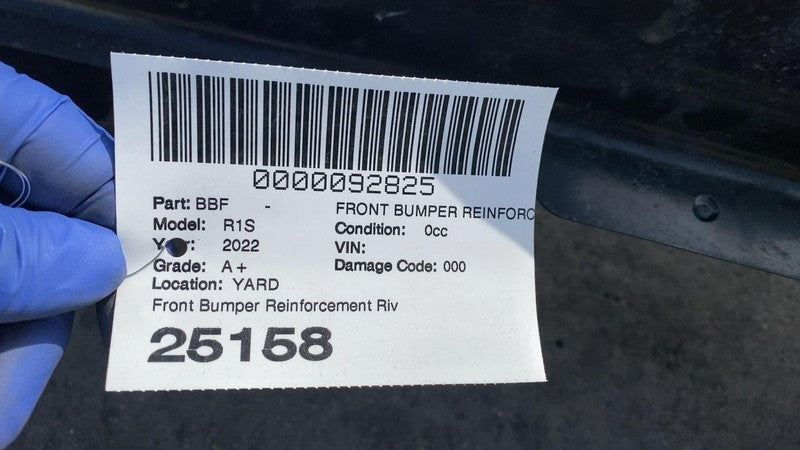 0000092825
Part: BBF - FRONT BUMPER REINFORC
Model: R1S Condition: 0cc
2022 VIN:
Grade: A+ Damage Code: 000
Location: YARD
Front Bumper Reinforcement Riv
25158